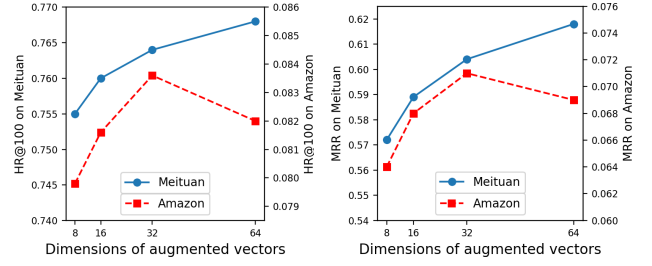 0.770
0.765
0.760
0.755
0.750
0.745
0.740
HR@100 on Meituan
0.086
0.085
0.084
0.083
0.082
0.081
0.080
0.079
HR@100 on Amazon
Meituan
Amazon
8 16 32 64
Dimensions of augmented vectors
0.62
0.61
0.60
0.59
0.58
0.57
0.56
0.55
0.54
MRR on Meituan
0.076
0.074
0.072
0.070
0.068
0.066
0.064
0.062
0.060
MRR on Amazon
Meituan
Amazon
8 16 32 64
Dimensions of augmented vectors